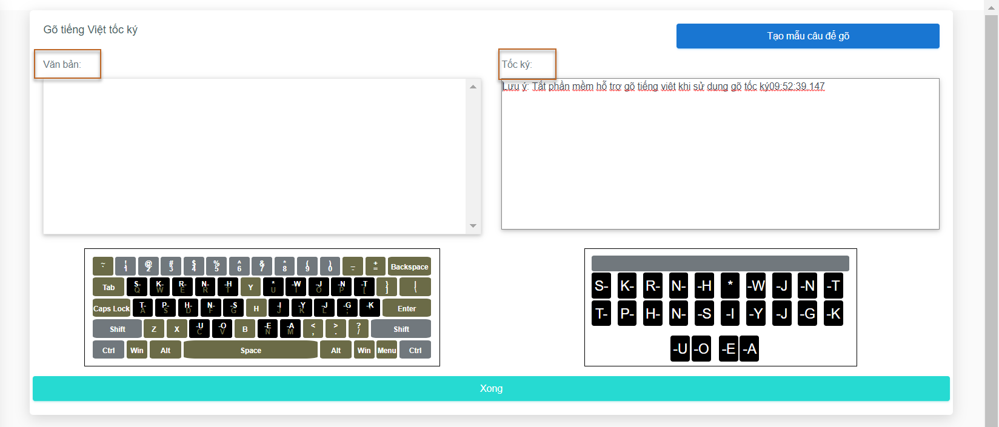 Gõ tiếng Việt tốc ký
Tạo mẫu câu để gõ
Văn bản:
Tốc ký:
Lưu ý: Tắt phần mềm hỗ trợ gõ tiếng việt khi sử dụng gõ tốc ký09:52:39.147
~ ! @ # $ % ^ & * ( ) _ +
` 1 2 3 4 5 6 7 8 9 0 - = Backspace
Tab S- K- R- N- -H Y * -W -J -N -T } |
Q W E R T U I O P [ ] \
Caps Lock T- P- H- N- -S H -I -Y -J -G -K Enter
A S D F G J K L ; '
Shift Z X -U -O B -E -A < > ? Shift
C V N M , . /
Ctrl Win Alt Space Alt Win Menu Ctrl
S- K- R- N- -H * -W -J -N -T
T- P- H- N- -S -I -Y -J -G -K
-U -O -E -A
Xong